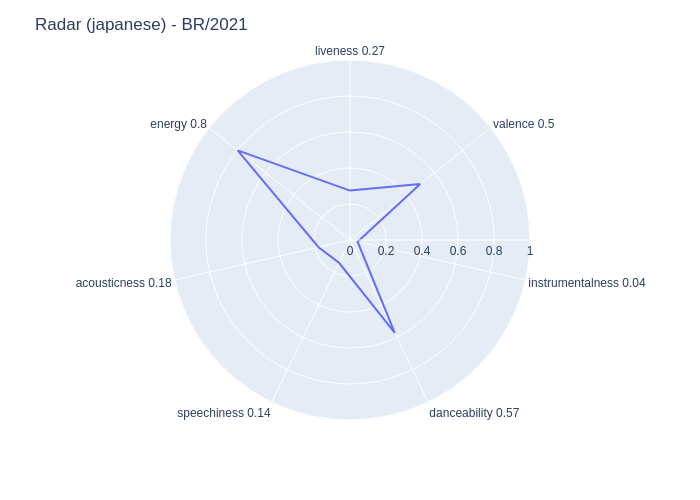 Radar (japanese) - BR/2021
liveness 0.27
energy 0.8
valence 0.5
0 0.2 0.4 0.6 0.8 1
acousticness 0.18
instrumentalness 0.04
speechiness 0.14
danceability 0.57